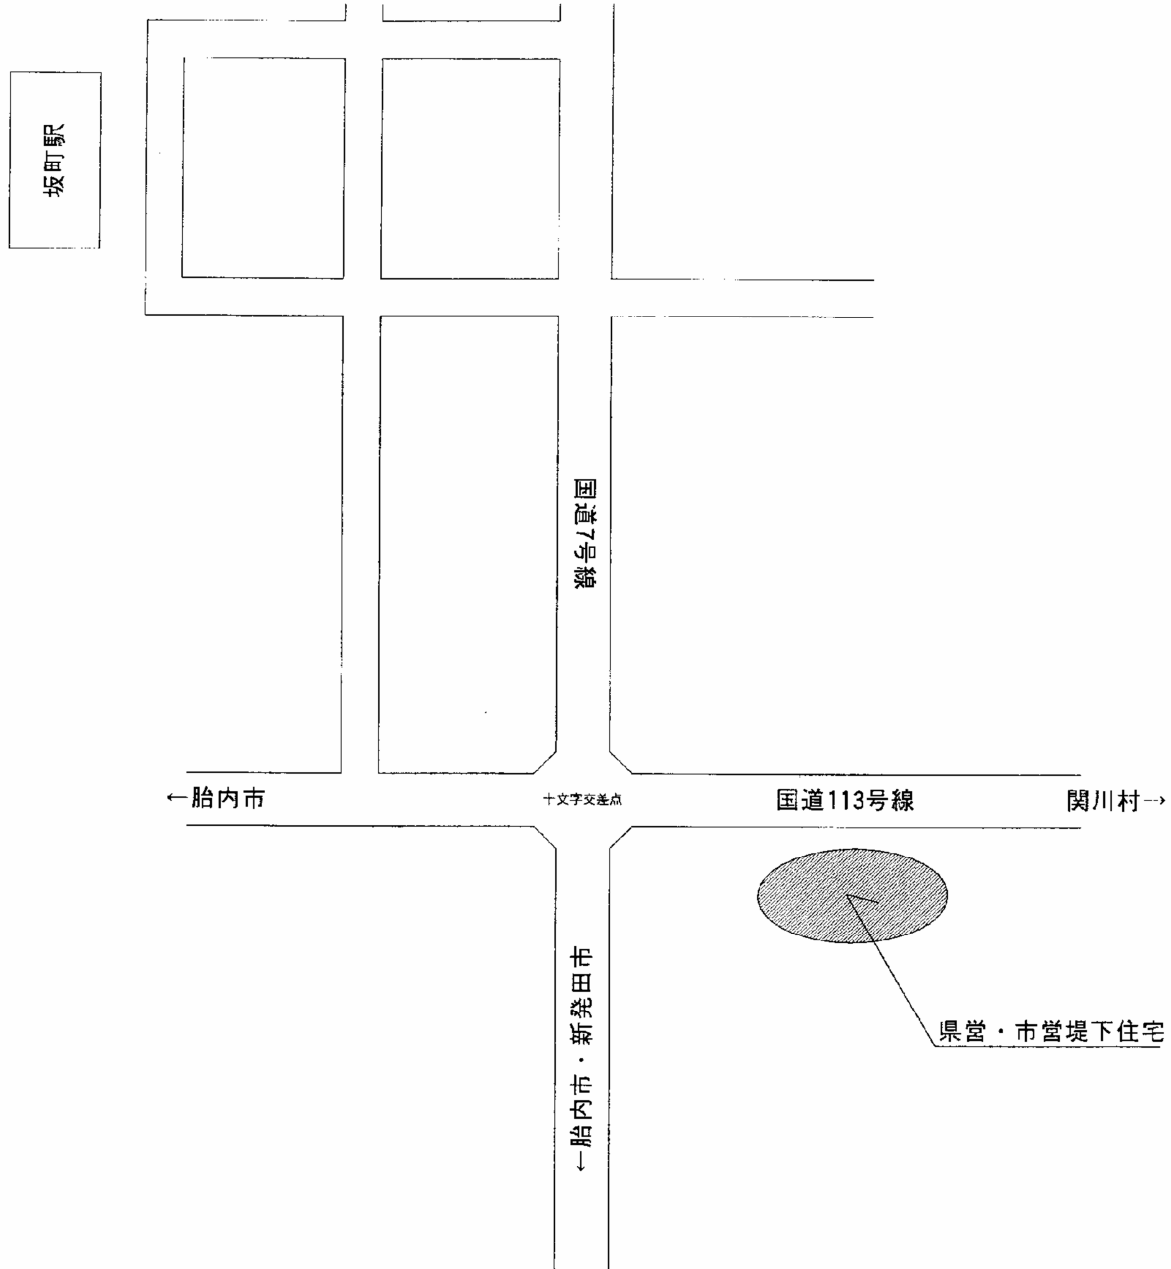 坂町駅
国道7号線
←胎内市
十文字交差点
国道113号線
関川村→
←胎内市・新発田市
県営・市営堤下住宅